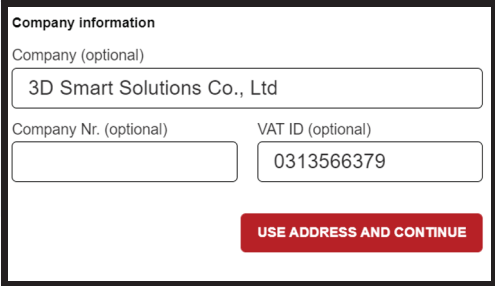 Company information
Company (optional)
3D Smart Solutions Co., Ltd
Company Nr. (optional) VAT ID (optional)
0313566379
USE ADDRESS AND CONTINUE